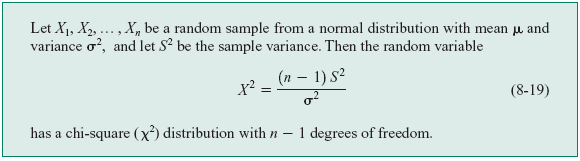 Let X₁, X₂, … , Xₙ be a random sample from a normal distribution with mean μ and
variance σ², and let S² be the sample variance. Then the random variable
X² = (n − 1) S² / σ² (8-19)
has a chi-square (χ²) distribution with n − 1 degrees of freedom.